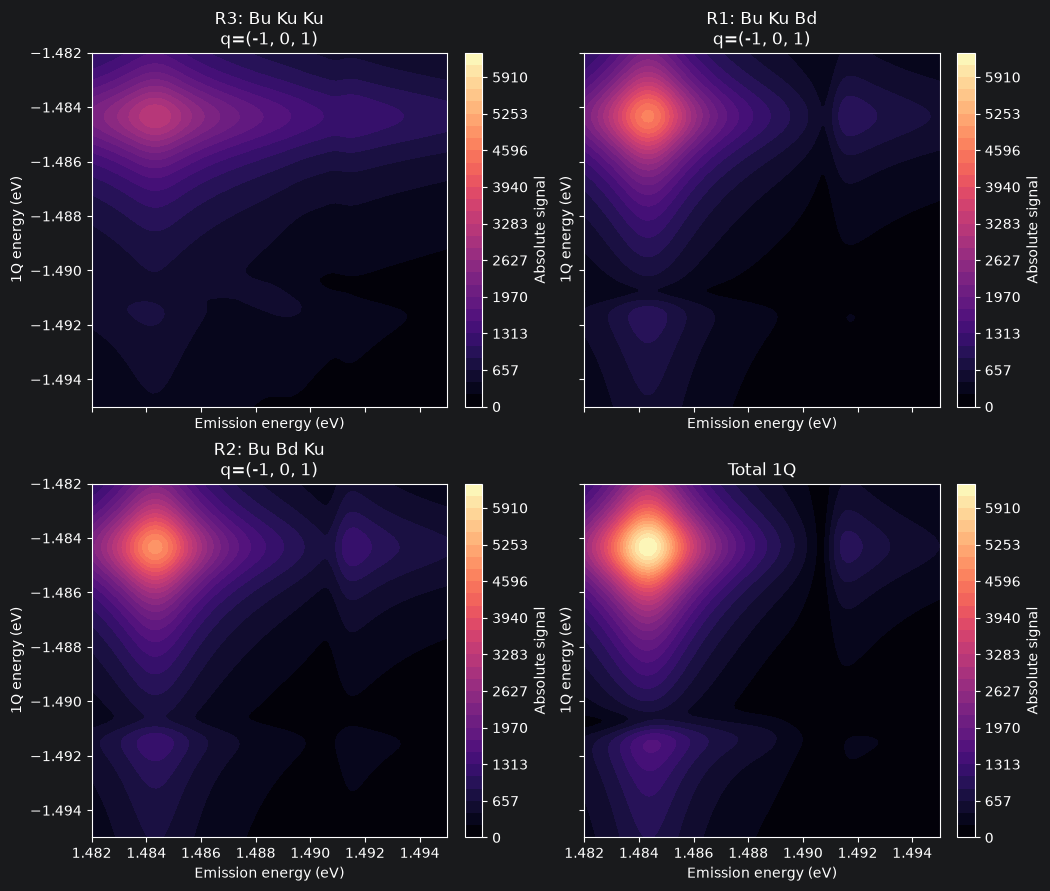 R3: Bu Ku Ku
q=(-1, 0, 1)
−1.482
−1.484
−1.486
−1.488
−1.490
−1.492
−1.494
1Q energy (eV)
Emission energy (eV)
5910
5253
4596
3940
3283
2627
1970
1313
657
0
Absolute signal
R1: Bu Ku Bd
q=(-1, 0, 1)
1Q energy (eV)
Emission energy (eV)
5910
5253
4596
3940
3283
2627
1970
1313
657
0
Absolute signal
R2: Bu Bd Ku
q=(-1, 0, 1)
−1.482
−1.484
−1.486
−1.488
−1.490
−1.492
−1.494
1Q energy (eV)
1.482 1.484 1.486 1.488 1.490 1.492 1.494
Emission energy (eV)
5910
5253
4596
3940
3283
2627
1970
1313
657
0
Absolute signal
Total 1Q
1Q energy (eV)
1.482 1.484 1.486 1.488 1.490 1.492 1.494
Emission energy (eV)
5910
5253
4596
3940
3283
2627
1970
1313
657
0
Absolute signal